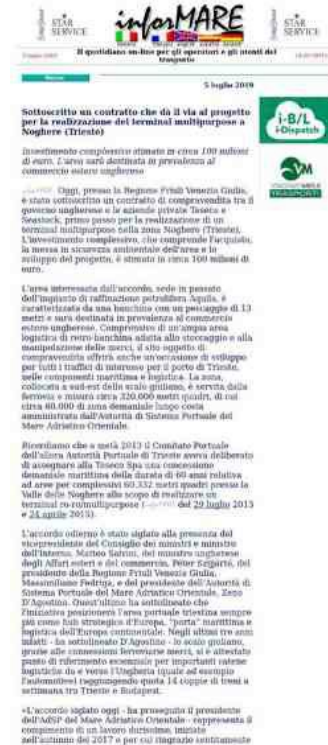 STAR SERVICE
inforMARE
STAR SERVICE
Il quotidiano on-line per gli operatori e gli utenti del
trasporto
5 luglio 2019
Sottoscritto un contratto che dà il via al progetto
per la realizzazione del terminal multipurpose a
Noghere (Trieste)
i-B/L
i-Dispatch
Investimento complessivo stimato in circa 100 milioni
di euro. L'area sarà destinata in prevalenza al
commercio estero ungherese
TRASPORTI
Oggi, presso la Regione Friuli Venezia Giulia,
è stato sottoscritto un contratto di compravendita tra il
governo ungherese e le aziende private Teseco e
Seastock, primo passo per la realizzazione di un
terminal multipurpose nella zona Noghere (Trieste).
L'investimento complessivo, che comprende l'acquisto,
la messa in sicurezza ambientale dell'area e lo
sviluppo del progetto, è stimato in circa 100 milioni di
euro.
L'area interessata dall'accordo, sede in passato
dell'impianto di raffinazione petrolifera Aquila, è
caratterizzata da una banchina con un pescaggio di 13
metri e sarà destinata in prevalenza al commercio
estero ungherese. Comprensivo di un'ampia area
logistica di retro-banchina adatta allo stoccaggio e alla
manipolazione delle merci, il sito oggetto di
compravendita offrirà anche un'occasione di sviluppo
per tutti i traffici di interesse per il porto di Trieste,
nelle componenti marittima e logistica. La zona,
collocata a sud-est dello scalo giuliano, è servita dalla
ferrovia e misura circa 320.000 metri quadri, di cui
circa 60.000 di zona demaniale lungo costa
amministrata dall'Autorità di Sistema Portuale del
Mare Adriatico Orientale.
Ricordiamo che a metà 2013 il Comitato Portuale
dell'allora Autorità Portuale di Trieste aveva deliberato
di assegnare alla Teseco Spa una concessione
demaniale marittima della durata di 60 anni relativa
ad aree per complessivi 60.332 metri quadri presso la
Valle delle Noghere allo scopo di realizzare un
terminal ro-ro/multipurpose ( del 29 luglio 2013
e 24 aprile 2015).
L'accordo odierno è stato siglato alla presenza del
vicepresidente del Consiglio dei ministri e ministro
dell'Interno, Matteo Salvini, del ministro ungherese
degli Affari esteri e del commercio, Péter Szijjártó, del
presidente della Regione Friuli Venezia Giulia,
Massimiliano Fedriga, e del presidente dell'Autorità di
Sistema Portuale del Mare Adriatico Orientale, Zeno
D'Agostino. Quest'ultimo ha sottolineato che
l'iniziativa posizionerà l'area portuale triestina sempre
più come hub strategico d'Europa, "porta" marittima e
logistica dell'Europa continentale. Negli ultimi tre anni
infatti - ha sottolineato D'Agostino - lo scalo giuliano,
grazie alle connessioni ferroviarie merci, si è attestato
punto di riferimento essenziale per importanti catene
logistiche da e verso l'Ungheria (quale ad esempio
l'automotive) raggiungendo quota 14 coppie di treni a
settimana tra Trieste e Budapest.
«L'accordo siglato oggi - ha proseguito il presidente
dell'AdSP del Mare Adriatico Orientale - rappresenta il
compimento di un lavoro durissimo, iniziato
nell'autunno del 2017 e per cui ringrazio sentitamente